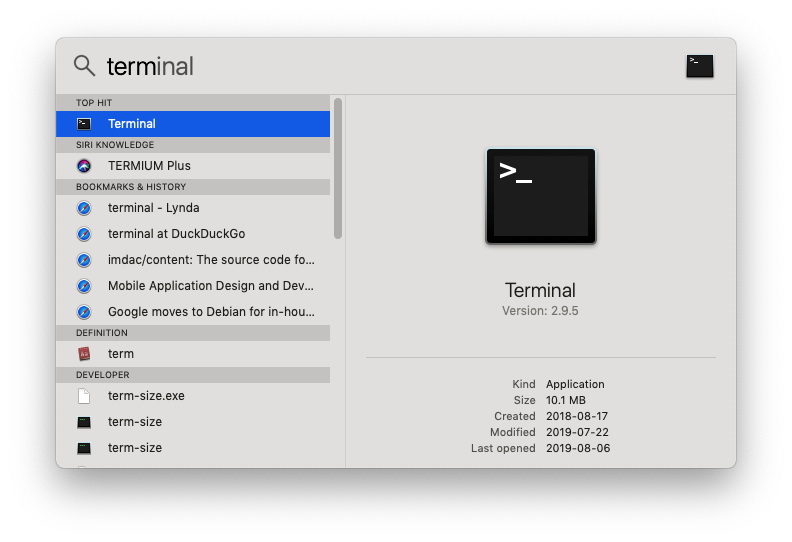 terminal
TOP HIT
Terminal
SIRI KNOWLEDGE
TERMIUM Plus
BOOKMARKS & HISTORY
terminal - Lynda
terminal at DuckDuckGo
imdac/content: The source code fo...
Mobile Application Design and Dev...
Google moves to Debian for in-hou...
DEFINITION
term
DEVELOPER
term-size.exe
term-size
term-size
>_
Terminal
Version: 2.9.5
Kind Application
Size 10.1 MB
Created 2018-08-17
Modified 2019-07-22
Last opened 2019-08-06